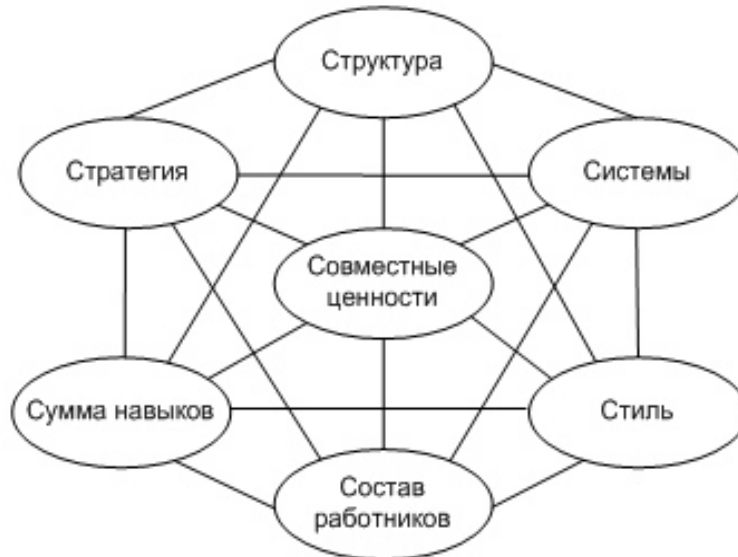 Структура
Стратегия
Системы
Совместные
ценности
Сумма навыков
Стиль
Состав
работников